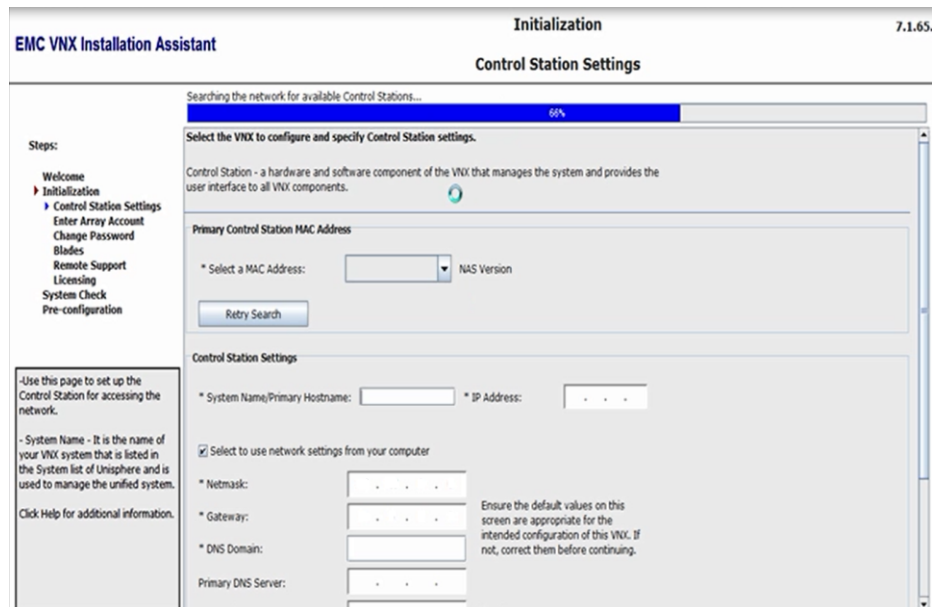 Initialization
7.1.65.
EMC VNX Installation Assistant
Control Station Settings
Searching the network for available Control Stations...
66%
Steps:
Welcome
Initialization
Control Station Settings
Enter Array Account
Change Password
Blades
Remote Support
Licensing
System Check
Pre-configuration
-Use this page to set up the
Control Station for accessing the
network.
- System Name - It is the name of
your VNX system that is listed in
the System list of Unisphere and is
used to manage the unified system.
Click Help for additional information.
Select the VNX to configure and specify Control Station settings.
Control Station - a hardware and software component of the VNX that manages the system and provides the
user interface to all VNX components.
Primary Control Station MAC Address
* Select a MAC Address:
NAS Version
Retry Search
Control Station Settings
* System Name/Primary Hostname:
* IP Address:
Select to use network settings from your computer
* Netmask:
* Gateway:
* DNS Domain:
Primary DNS Server:
Ensure the default values on this
screen are appropriate for the
intended configuration of this VNX. If
not, correct them before continuing.